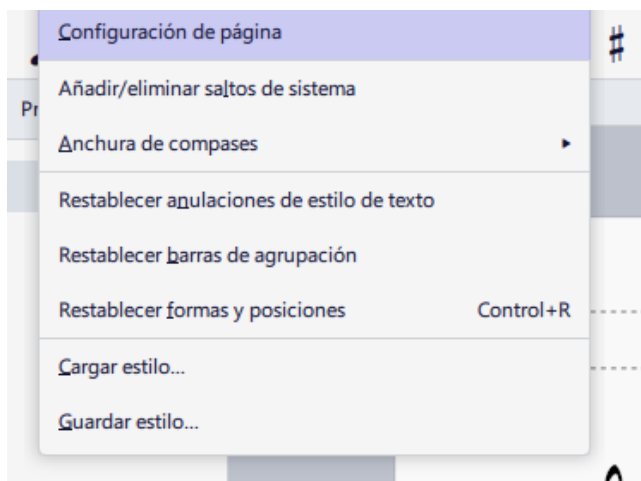 Configuración de página
Añadir/eliminar saltos de sistema
Pr
Anchura de compases
Restablecer anulaciones de estilo de texto
Restablecer barras de agrupación
Restablecer formas y posiciones Control+R
Cargar estilo...
Guardar estilo...